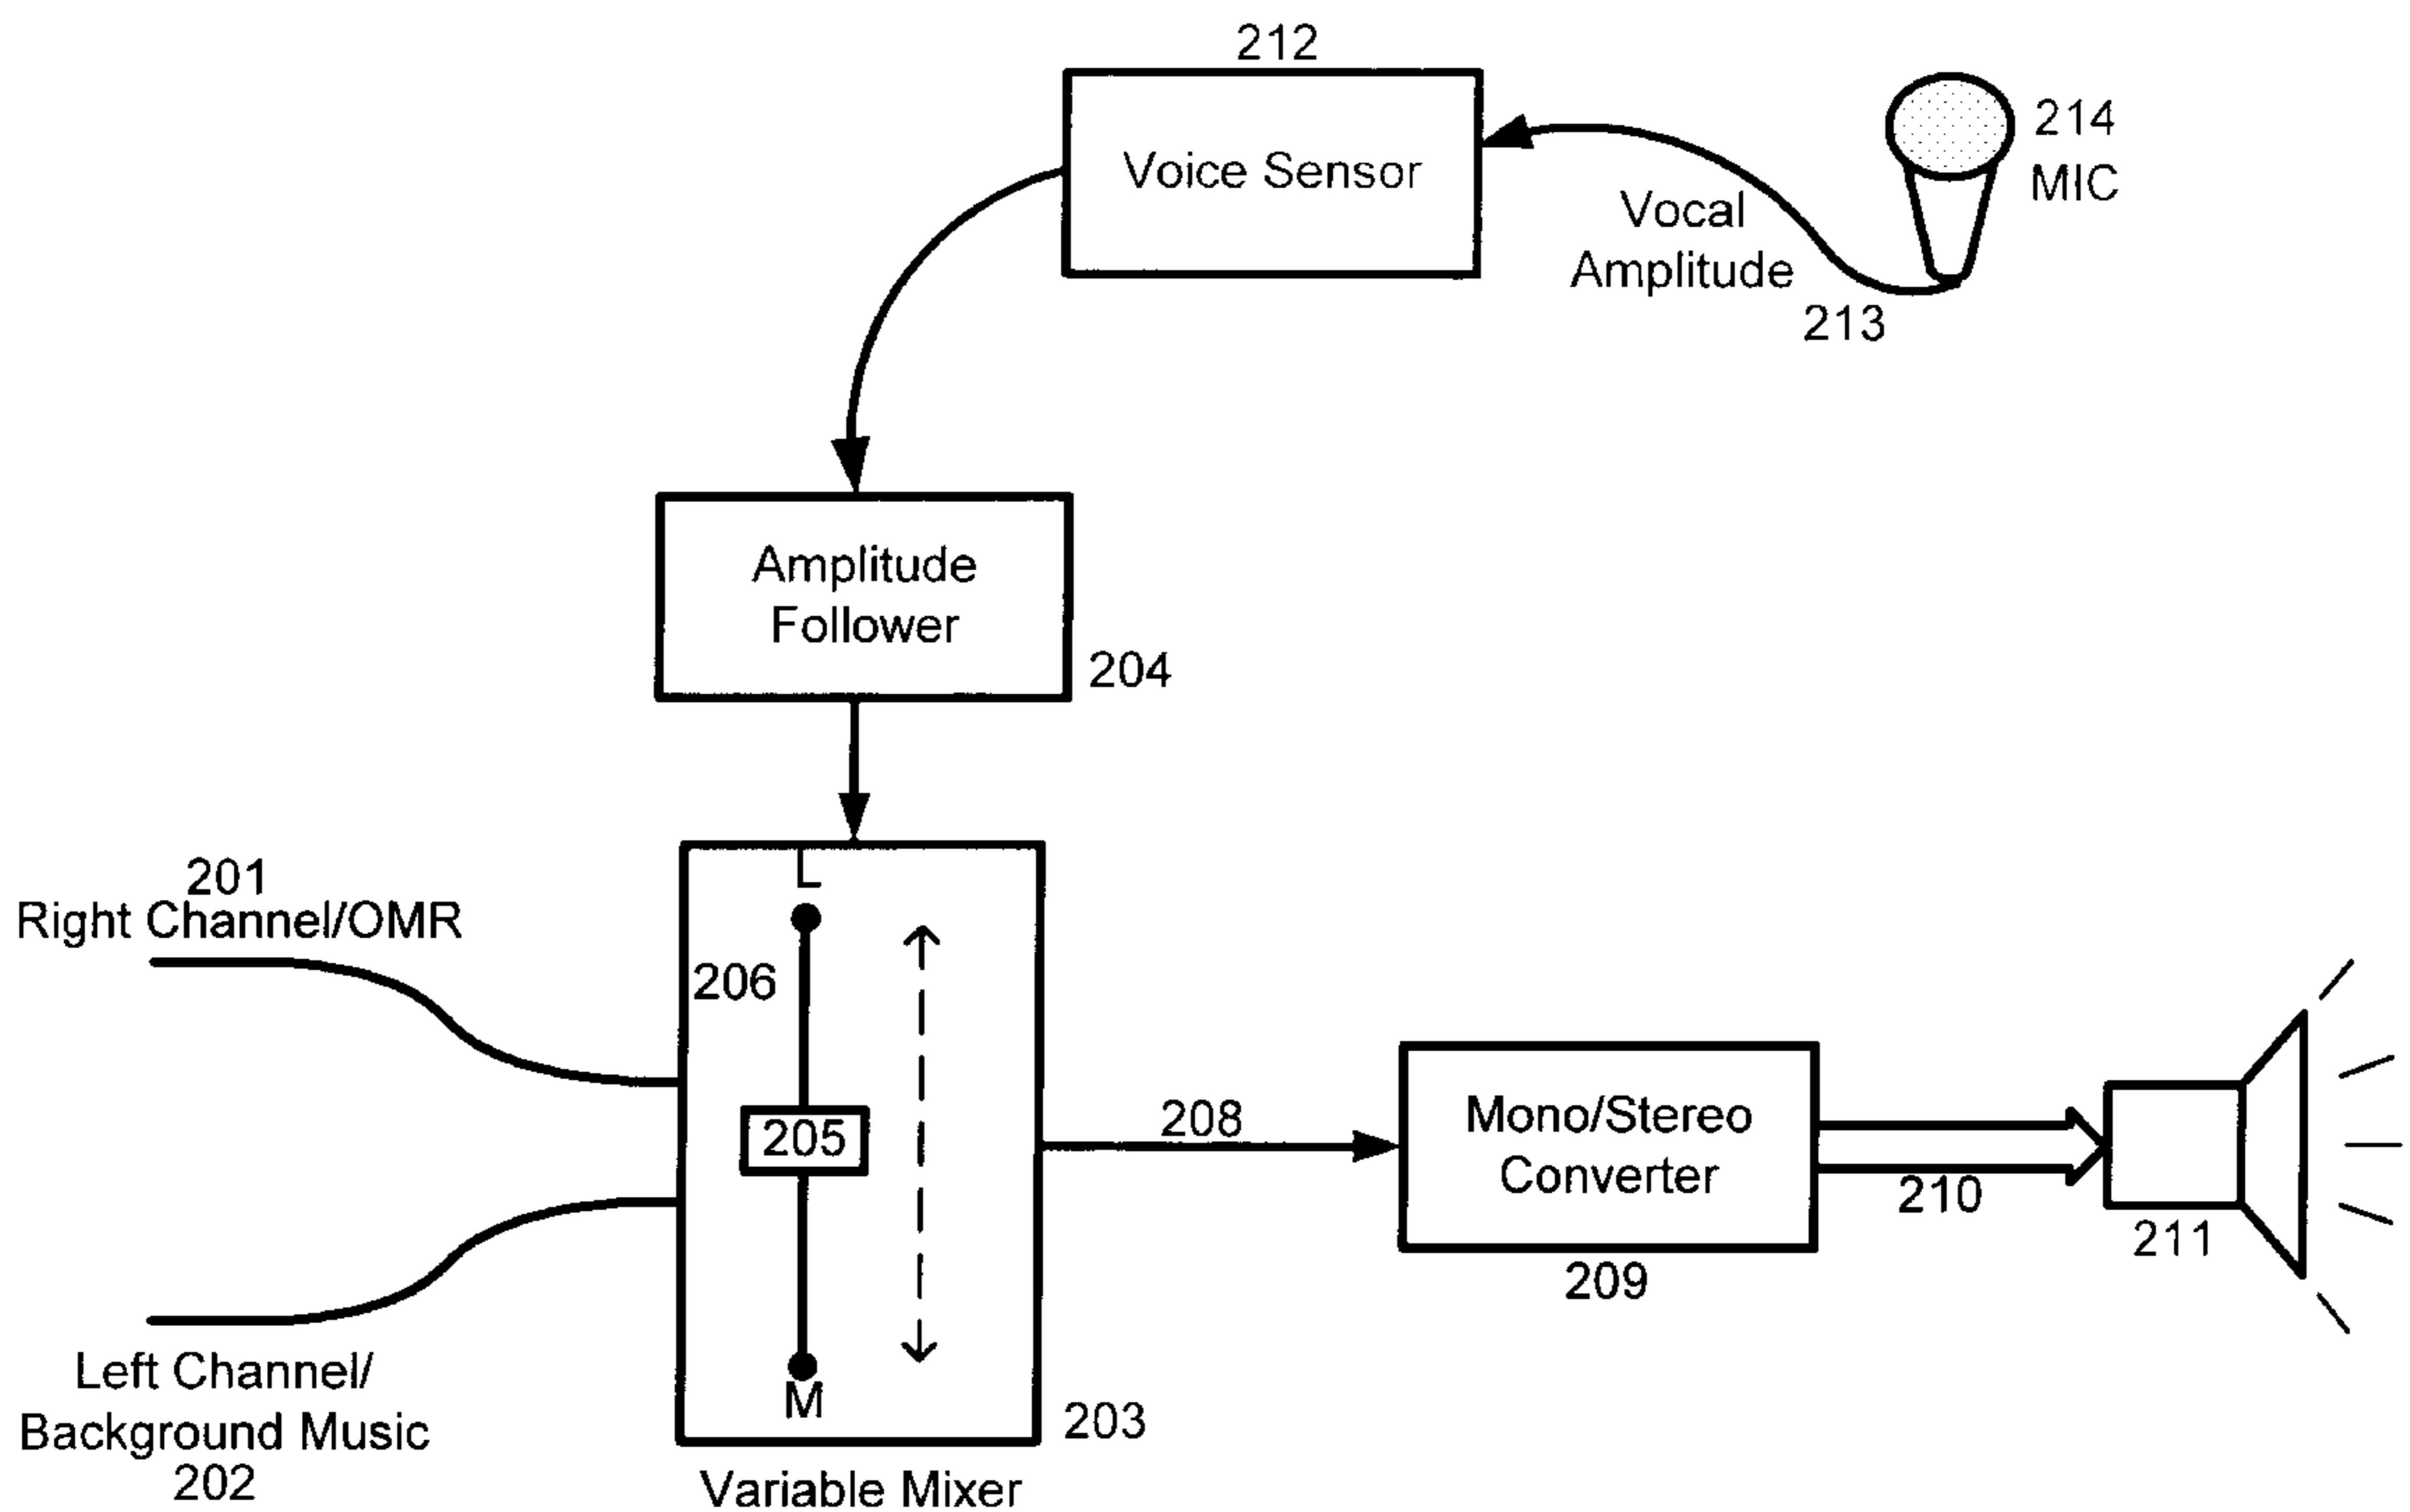 212
Voice Sensor
214
MIC
Vocal
Amplitude
213
Amplitude
Follower
204
201
Right Channel/OMR
L
206
205
208
Mono/Stereo
Converter
209
210
211
Left Channel/
Background Music
202
M
203
Variable Mixer